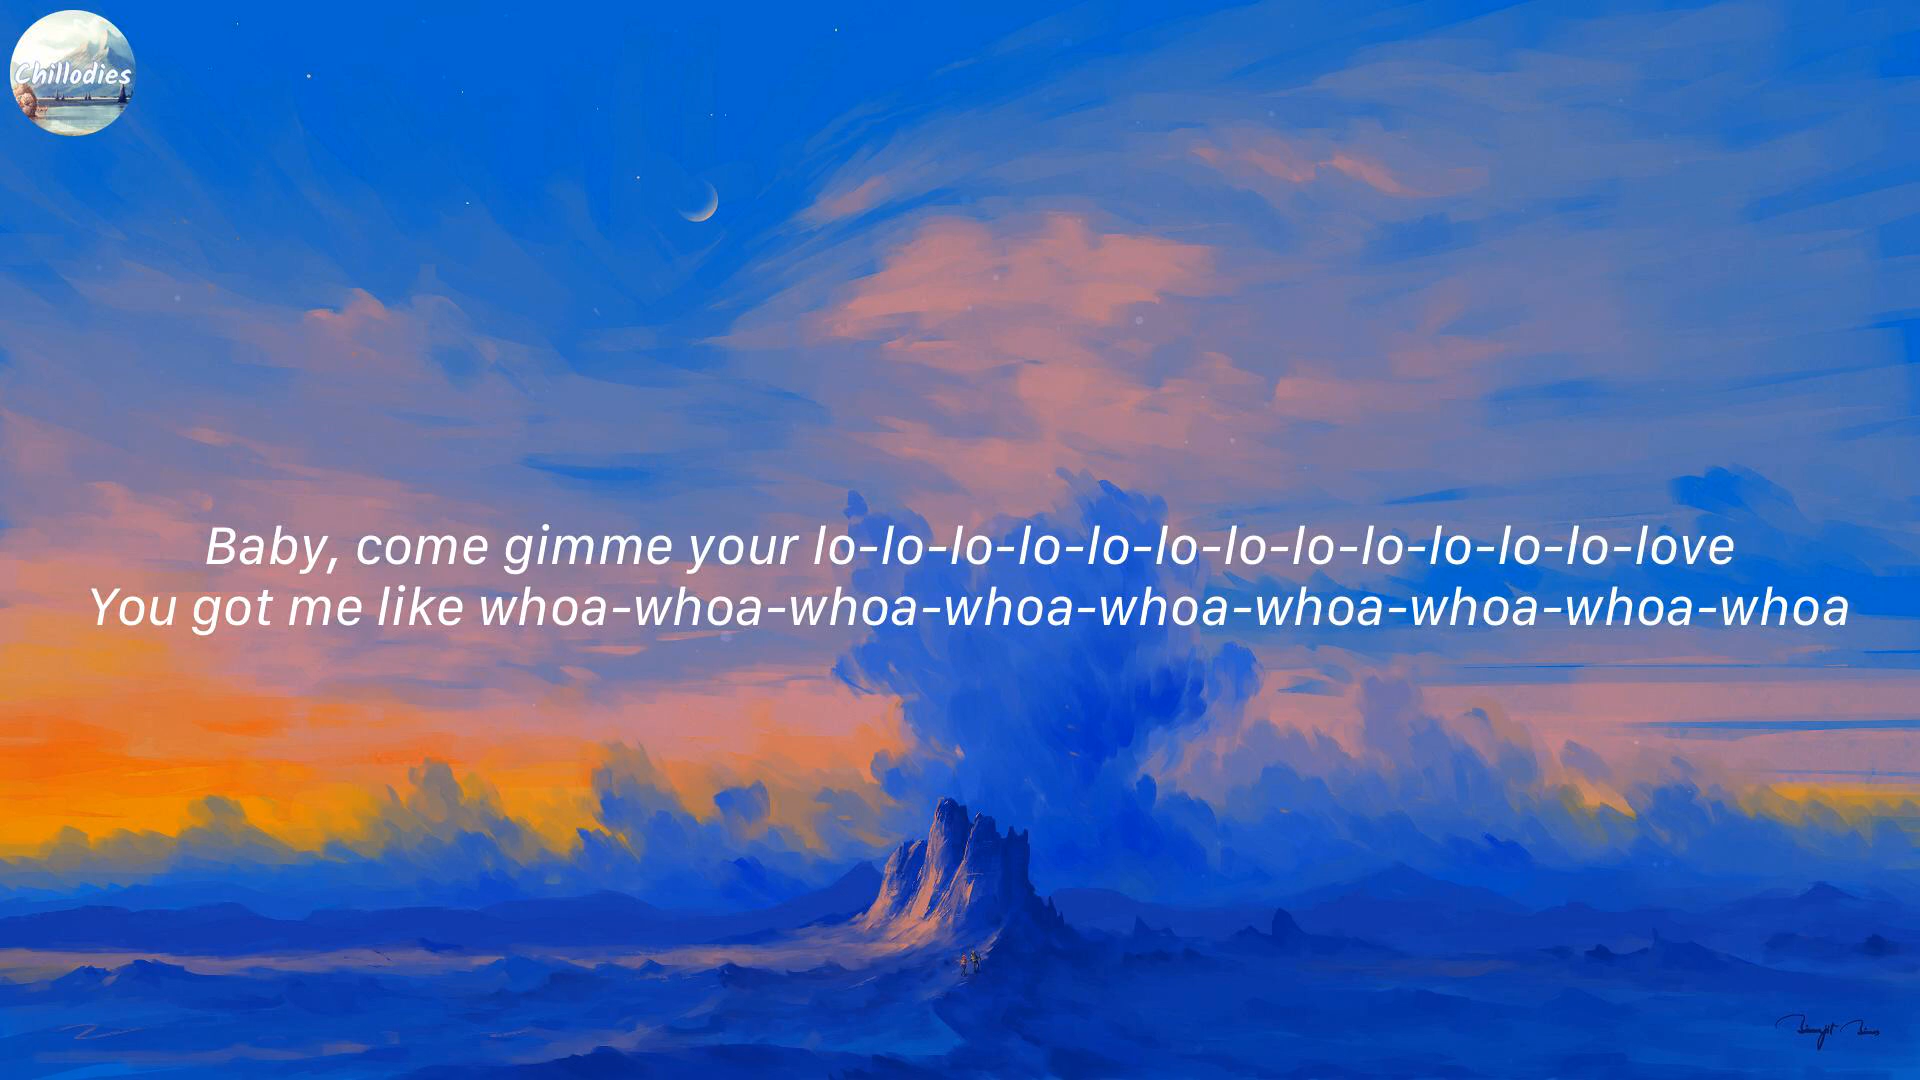 Chillodies
Baby, come gimme your lo-lo-lo-lo-lo-lo-lo-lo-lo-lo-lo-lo-love
You got me like whoa-whoa-whoa-whoa-whoa-whoa-whoa-whoa-whoa